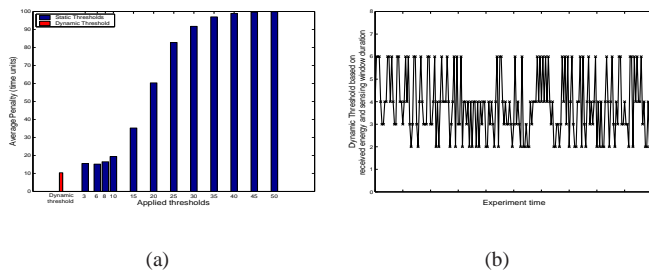 Static Thresholds
Dynamic Threshold
Average Penalty (time units)
100
90
80
70
60
50
40
30
20
10
0
Dynamic
threshold
3 6 8 10 15 20 25 30 35 40 45 50
Applied thresholds
(a)
Dynamic Threshold based on
received energy and sensing window duration
8
7
6
5
4
3
2
1
0
Experiment time
(b)